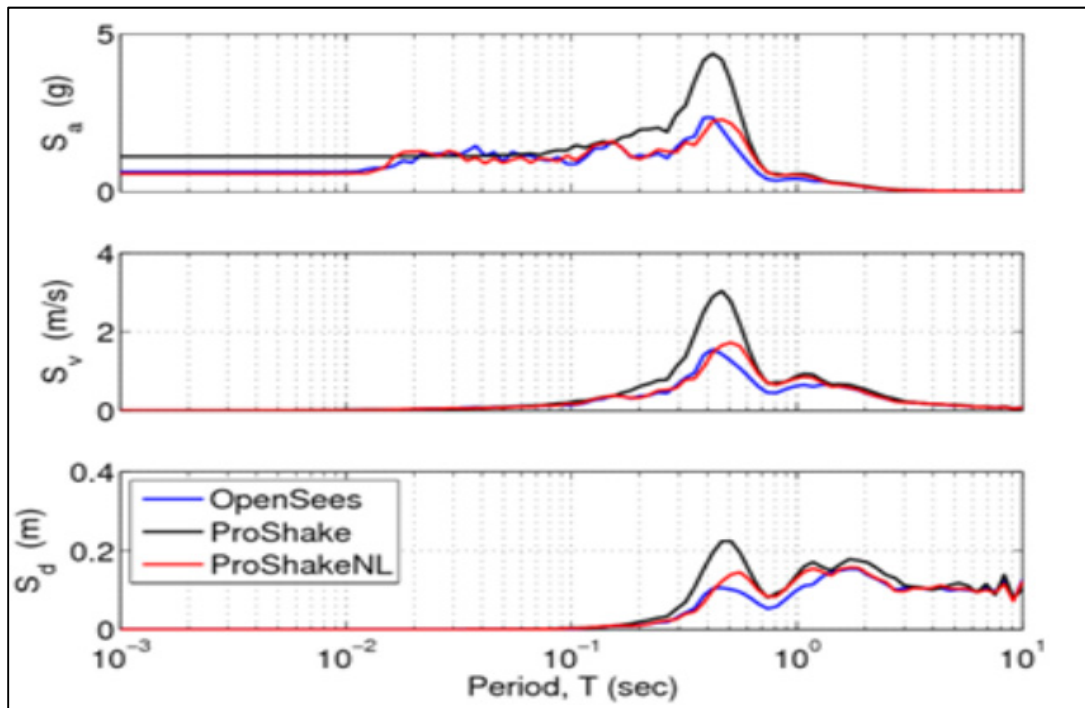 5
S_a (g)
0
4
S_v (m/s)
2
0
0.4
S_d (m)
0.2
0
OpenSees
ProShake
ProShakeNL
10^-3 10^-2 10^-1 10^0 10^1
Period, T (sec)